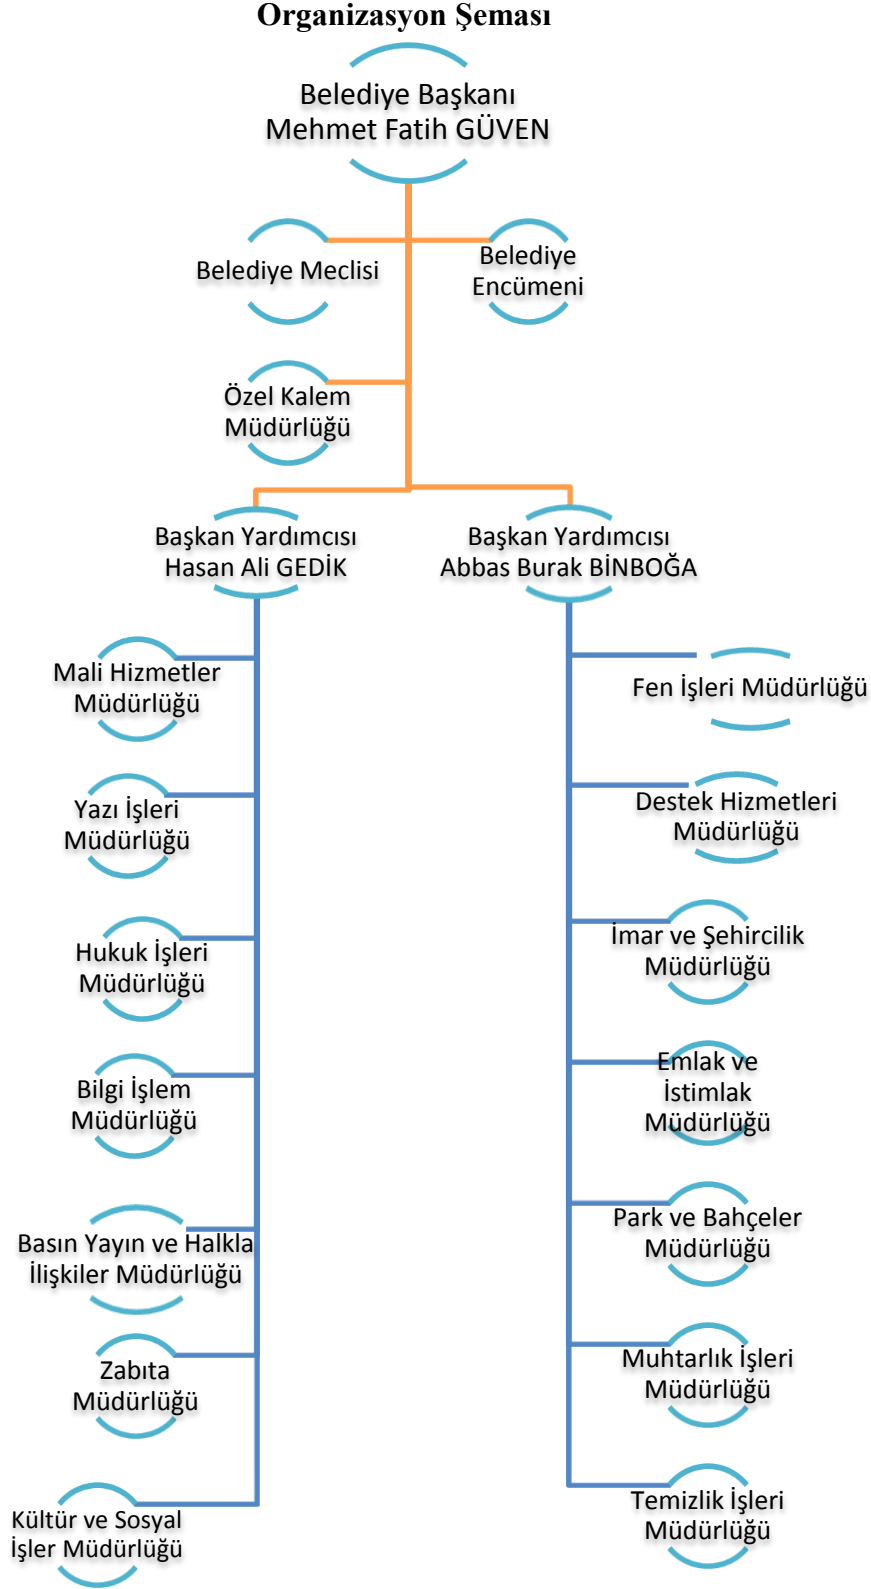 Organizasyon Şeması
Belediye Başkanı
Mehmet Fatih GÜVEN
Belediye Meclisi
Belediye
Encümeni
Özel Kalem
Müdürlüğü
Başkan Yardımcısı
Hasan Ali GEDİK
Mali Hizmetler
Müdürlüğü
Yazı İşleri
Müdürlüğü
Hukuk İşleri
Müdürlüğü
Bilgi İşlem
Müdürlüğü
Basın Yayın ve Halkla
İlişkiler Müdürlüğü
Zabıta
Müdürlüğü
Kültür ve Sosyal
İşler Müdürlüğü
Başkan Yardımcısı
Abbas Burak BİNBOĞA
Fen İşleri Müdürlüğü
Destek Hizmetleri
Müdürlüğü
İmar ve Şehircilik
Müdürlüğü
Emlak ve
İstimlak
Müdürlüğü
Park ve Bahçeler
Müdürlüğü
Muhtarlık İşleri
Müdürlüğü
Temizlik İşleri
Müdürlüğü